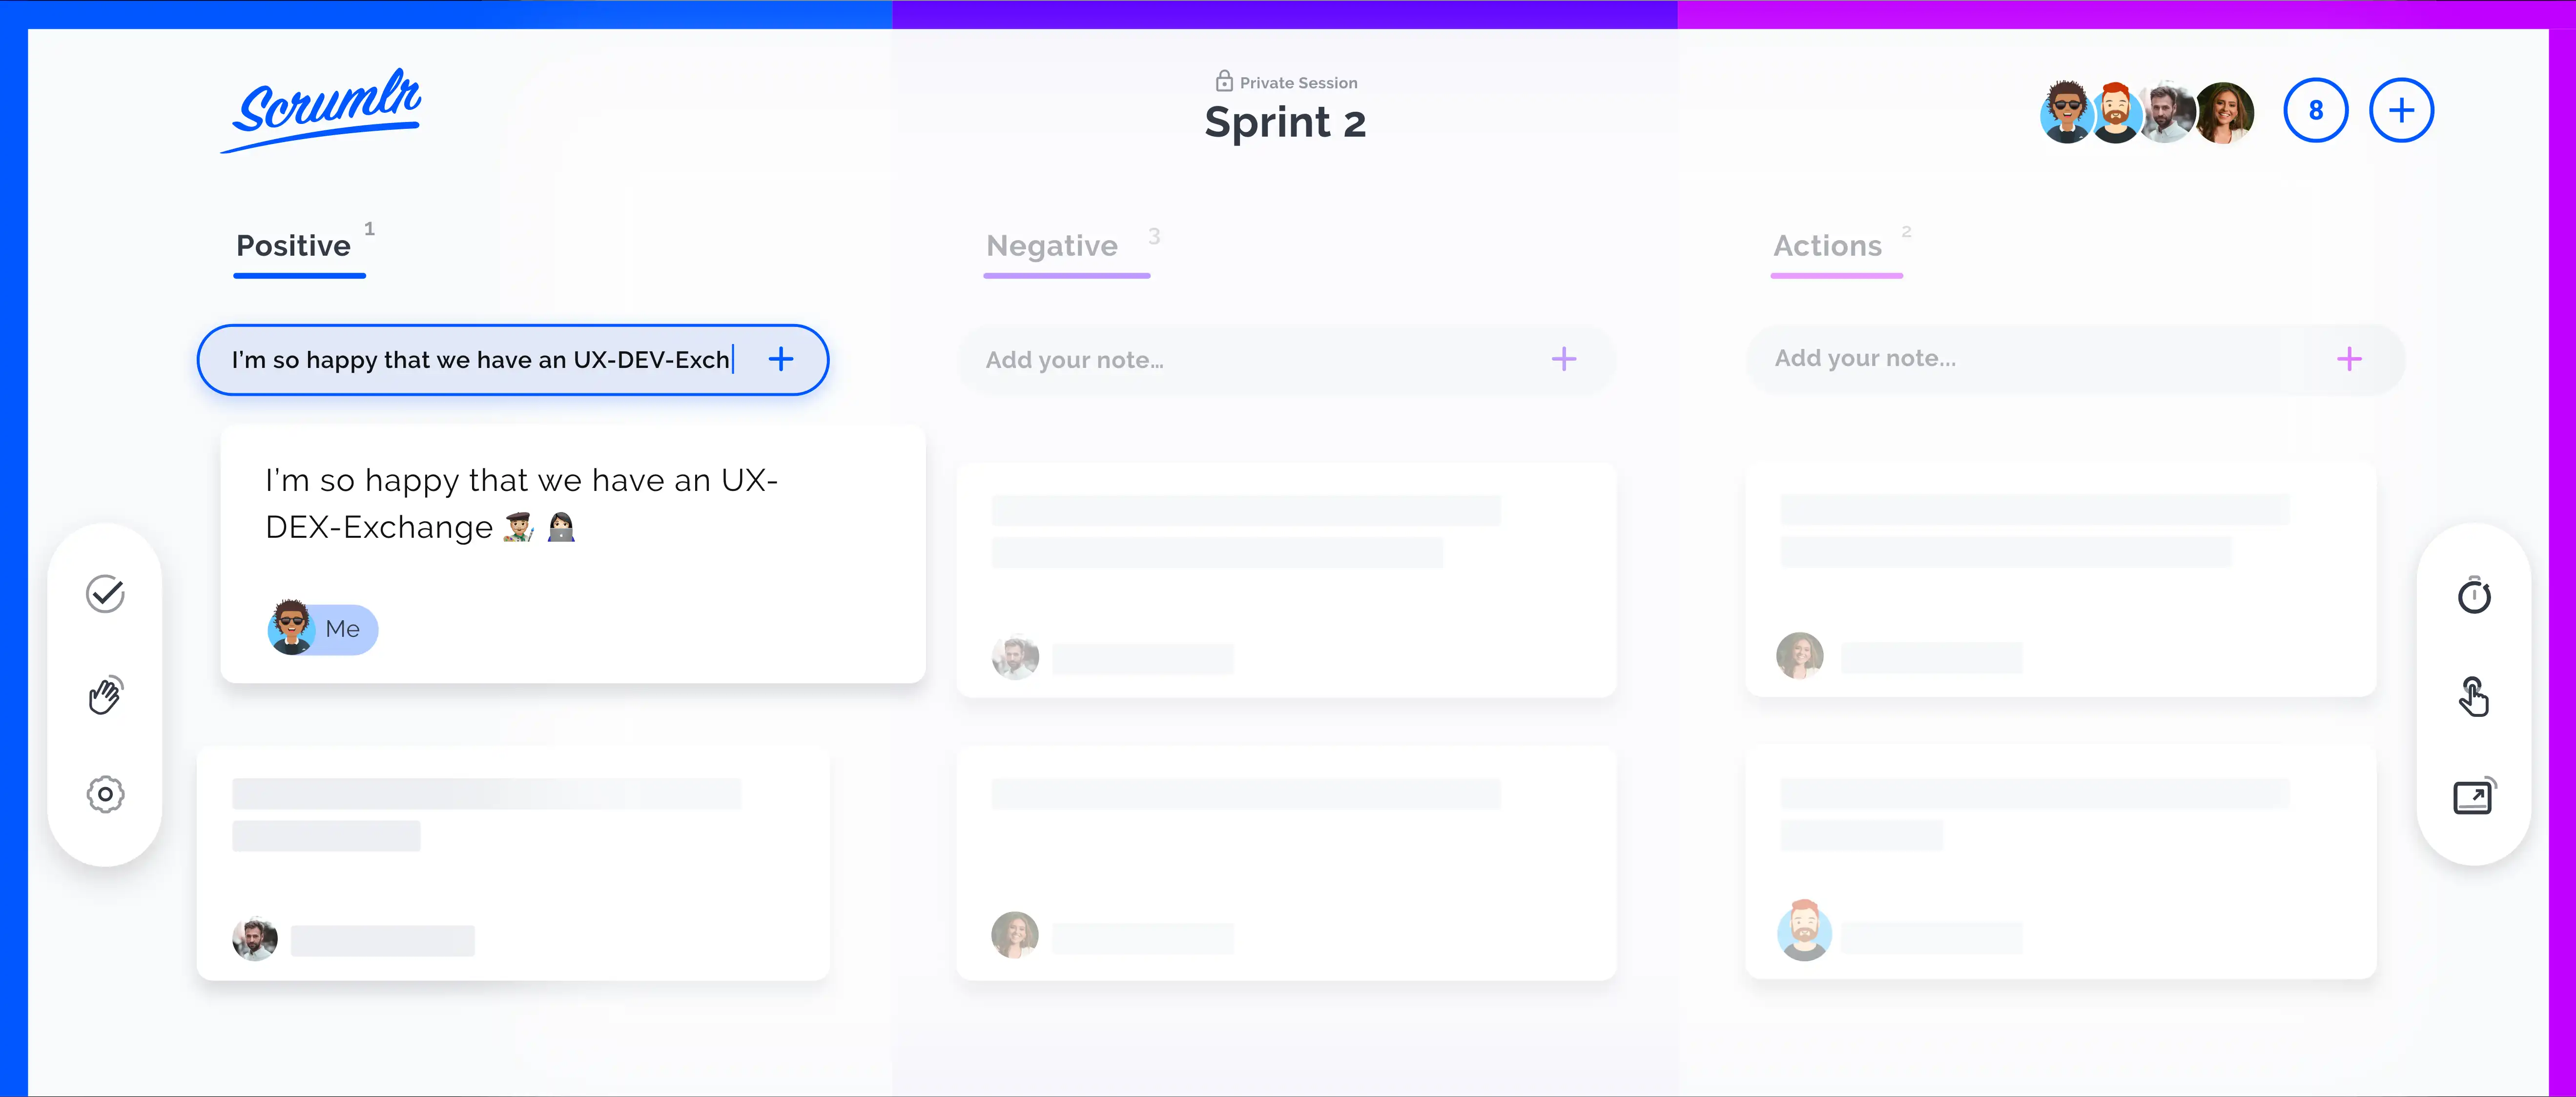 Scrumlr
Private Session
Sprint 2
8
Positive 1
Negative 3
Actions 2
I’m so happy that we have an UX-DEV-Exch
Add your note...
Add your note...
I’m so happy that we have an UX-
DEX-Exchange
Me